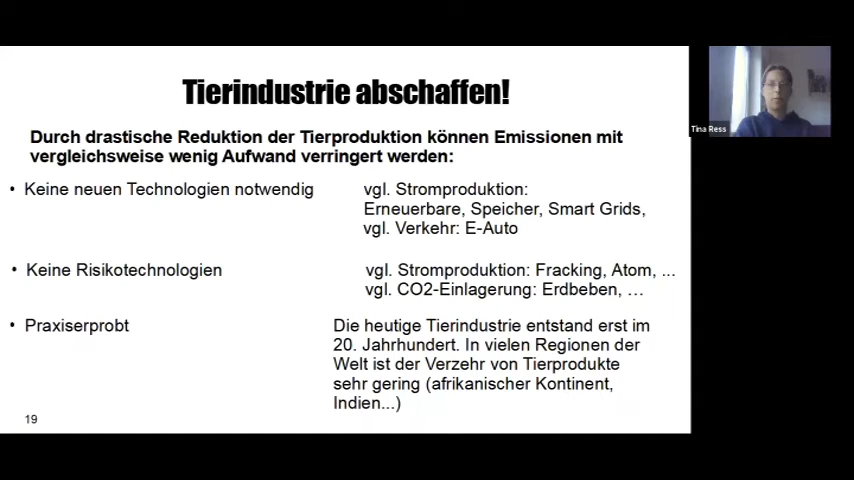 Tierindustrie abschaffen!
Durch drastische Reduktion der Tierproduktion können Emissionen mit
vergleichsweise wenig Aufwand verringert werden:
• Keine neuen Technologien notwendig
vgl. Stromproduktion:
Erneuerbare, Speicher, Smart Grids,
vgl. Verkehr: E-Auto
• Keine Risikotechnologien
vgl. Stromproduktion: Fracking, Atom, ...
vgl. CO2-Einlagerung: Erdbeben, …
• Praxiserprobt
Die heutige Tierindustrie entstand erst im
20. Jahrhundert. In vielen Regionen der
Welt ist der Verzehr von Tierprodukte
sehr gering (afrikanischer Kontinent,
Indien...)
19
Tina Ress